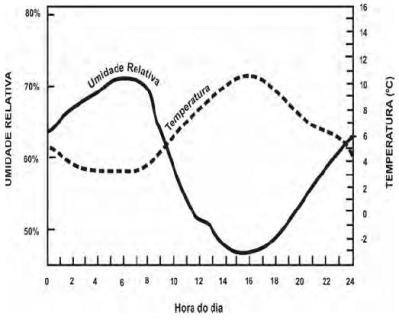 80%
70%
60%
50%
UMIDADE RELATIVA
Umidade Relativa
Temperatura
16
14
12
10
8
6
4
2
0
-2
TEMPERATURA (ºC)
0 2 4 6 8 10 12 14 16 18 20 22 24
Hora do dia